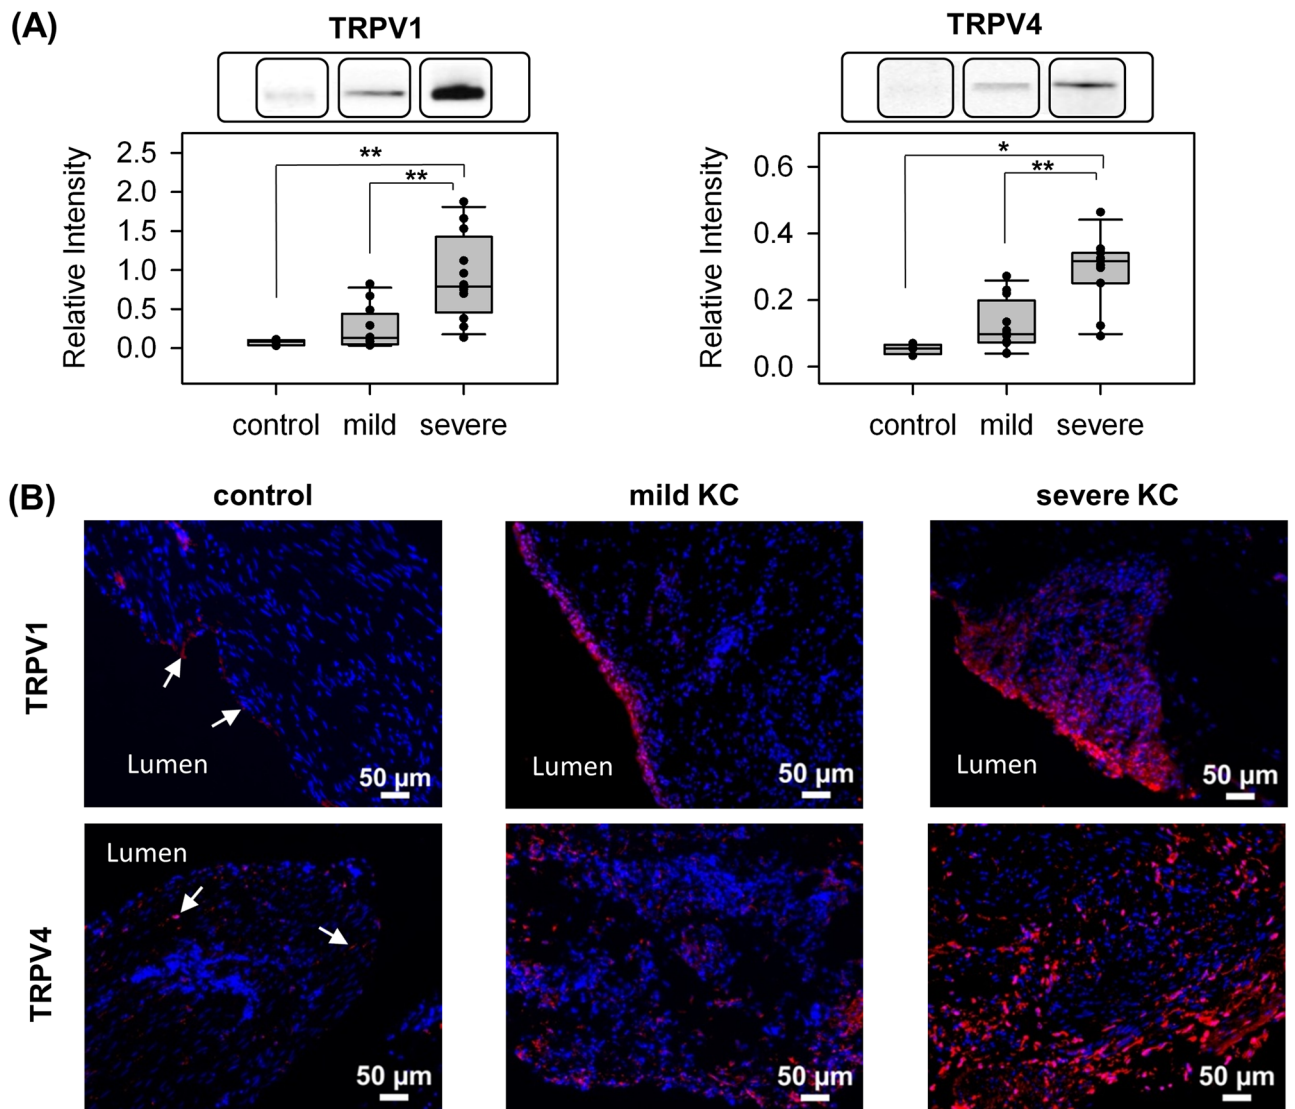 (A)
TRPV1
TRPV4
Relative Intensity
2.5
2.0
1.5
1.0
0.5
0.0
**
**
control mild severe
Relative Intensity
0.6
0.4
0.2
0.0
*
**
control mild severe
(B)
control mild KC severe KC
TRPV1
Lumen
50 µm
Lumen
50 µm
Lumen
50 µm
TRPV4
Lumen
50 µm
50 µm
50 µm